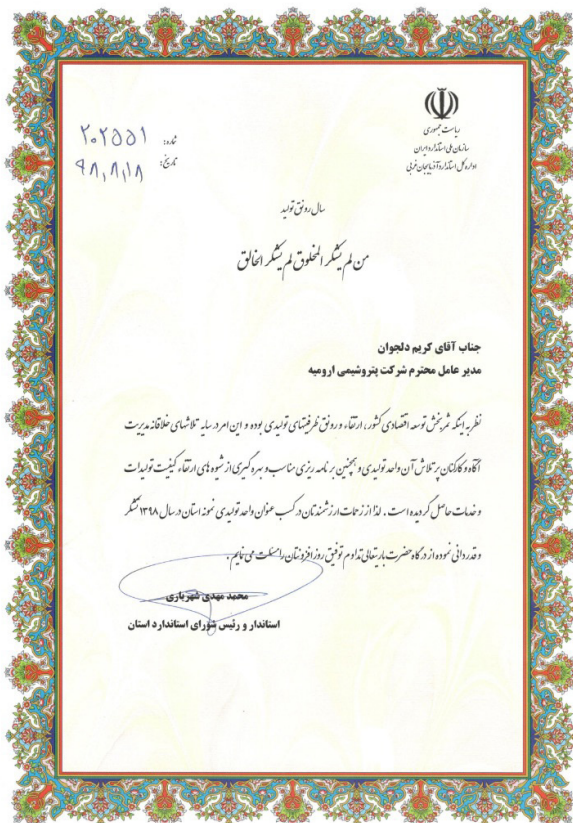 ریاست جمهوری
سازمان ملی استاندارد ایران
اداره کل استاندارد آذربایجان غربی
شماره: ۲۰۲۵۵۱
تاریخ: ۹۸,۸,۱۸
سال رونق تولید
من لم یشکر المخلوق لم یشکر الخالق
جناب آقای کریم دلجوان
مدیر عامل محترم شرکت پتروشیمی ارومیه
نظر به اینکه ثمربخش توسعه اقتصادی کشور، ارتقاء و رونق ظرفیتهای تولیدی بوده و این امر در سایه تلاشهای خلاقانه مدیریت
آگاه و کارکنان پر تلاش آن واحد تولیدی و همچنین برنامه ریزی مناسب و بهره گیری از شیوه های ارتقاء کیفیت تولیدات
و خدمات حاصل گردیده است. لذا از زحمات ارزشمندتان در کسب عنوان واحد تولیدی نمونه استان در سال ۱۳۹۸ تشکر
و قدردانی نموده از درگاه حضرت باریتعالی تداوم توفیق روز افزونتان را مسئلت می نمایم.
محمد مهدی شهریاری
استاندار و رئیس شورای استاندارد استان